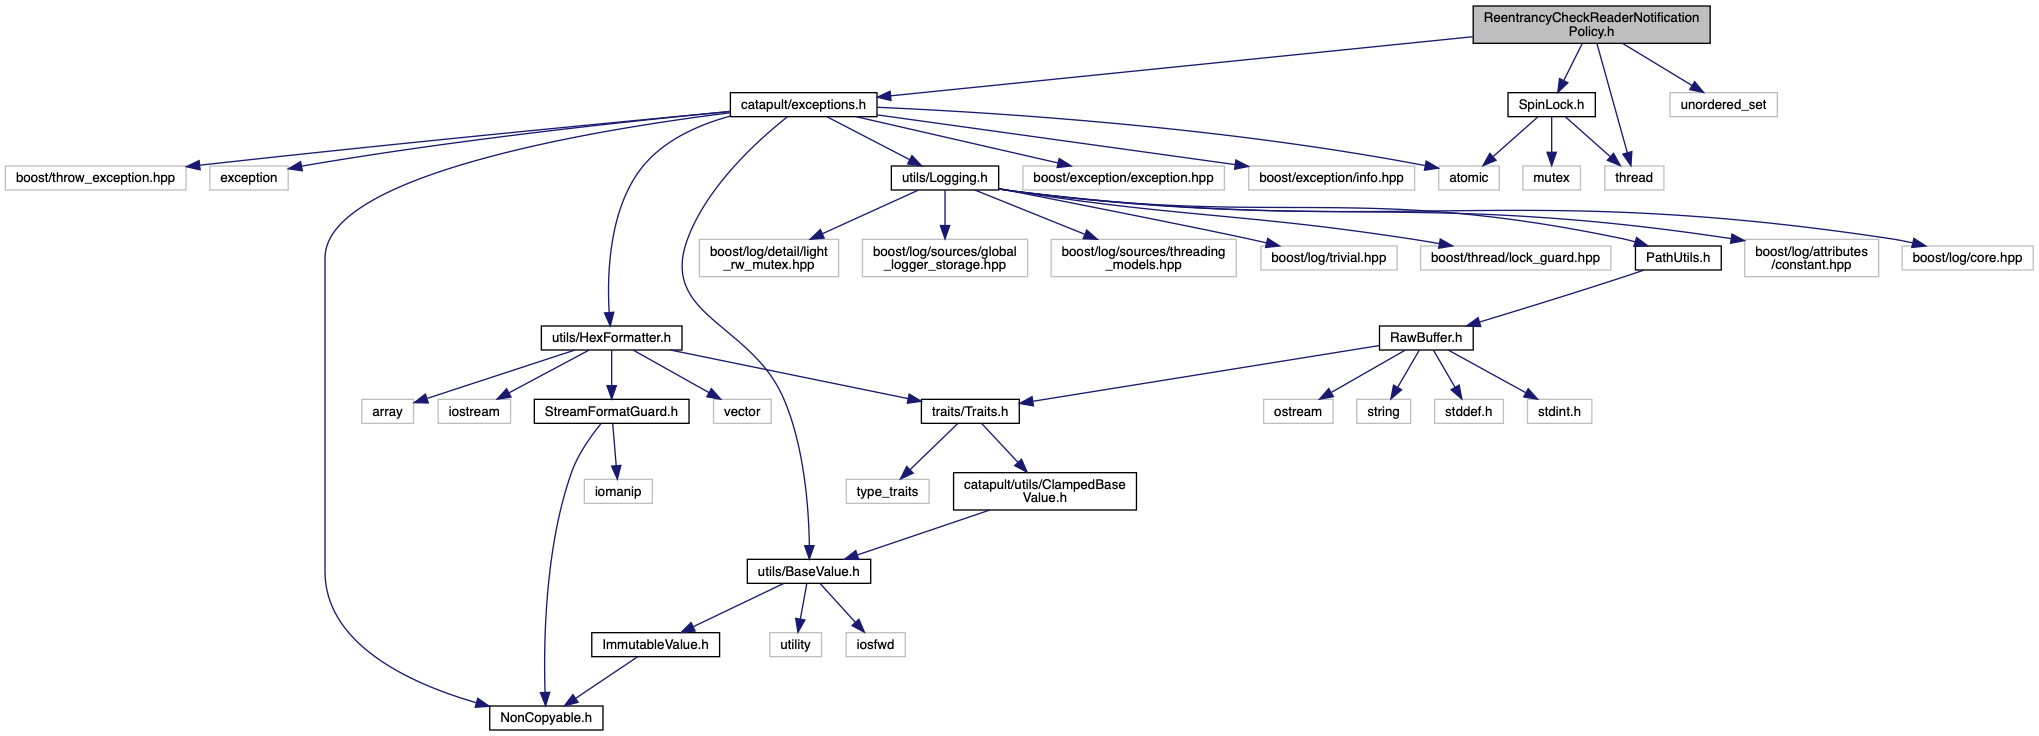 ReentrancyCheckReaderNotification
Policy.h
catapult/exceptions.h
SpinLock.h
unordered_set
boost/throw_exception.hpp
exception
utils/Logging.h
boost/exception/exception.hpp
boost/exception/info.hpp
atomic
mutex
thread
boost/log/detail/light
_rw_mutex.hpp
boost/log/sources/global
_logger_storage.hpp
boost/log/sources/threading
_models.hpp
boost/log/trivial.hpp
boost/thread/lock_guard.hpp
PathUtils.h
boost/log/attributes
/constant.hpp
boost/log/core.hpp
utils/HexFormatter.h
RawBuffer.h
array
iostream
StreamFormatGuard.h
vector
traits/Traits.h
ostream
string
stddef.h
stdint.h
iomanip
type_traits
catapult/utils/ClampedBase
Value.h
utils/BaseValue.h
ImmutableValue.h
utility
iosfwd
NonCopyable.h